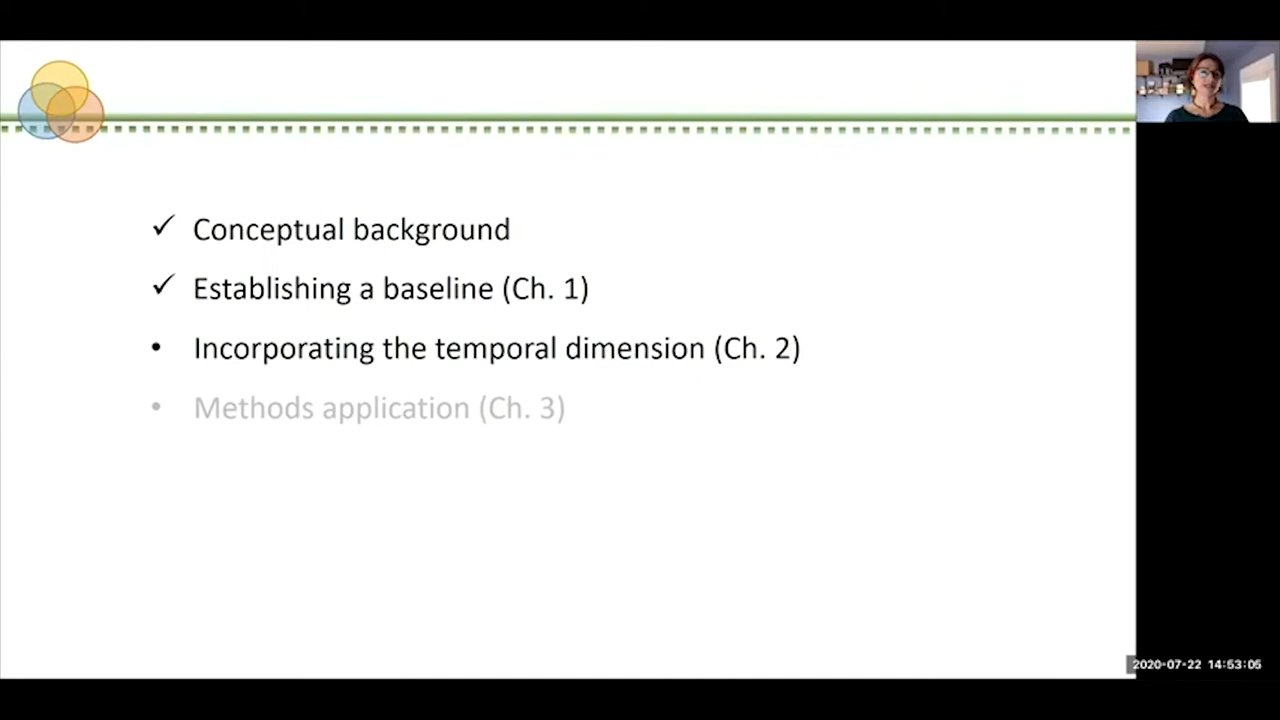 ✓ Conceptual background
✓ Establishing a baseline (Ch. 1)
• Incorporating the temporal dimension (Ch. 2)
• Methods application (Ch. 3)
2020-07-22 14:53:05